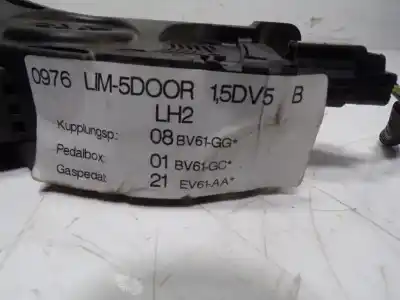 0976 LIM-5DOOR 1,5DV5 B
LH2
Kupplungsp.: 08 BV61-GG*
Pedalbox: 01 BV61-GC*
Gaspedal: 21 EV61-AA*